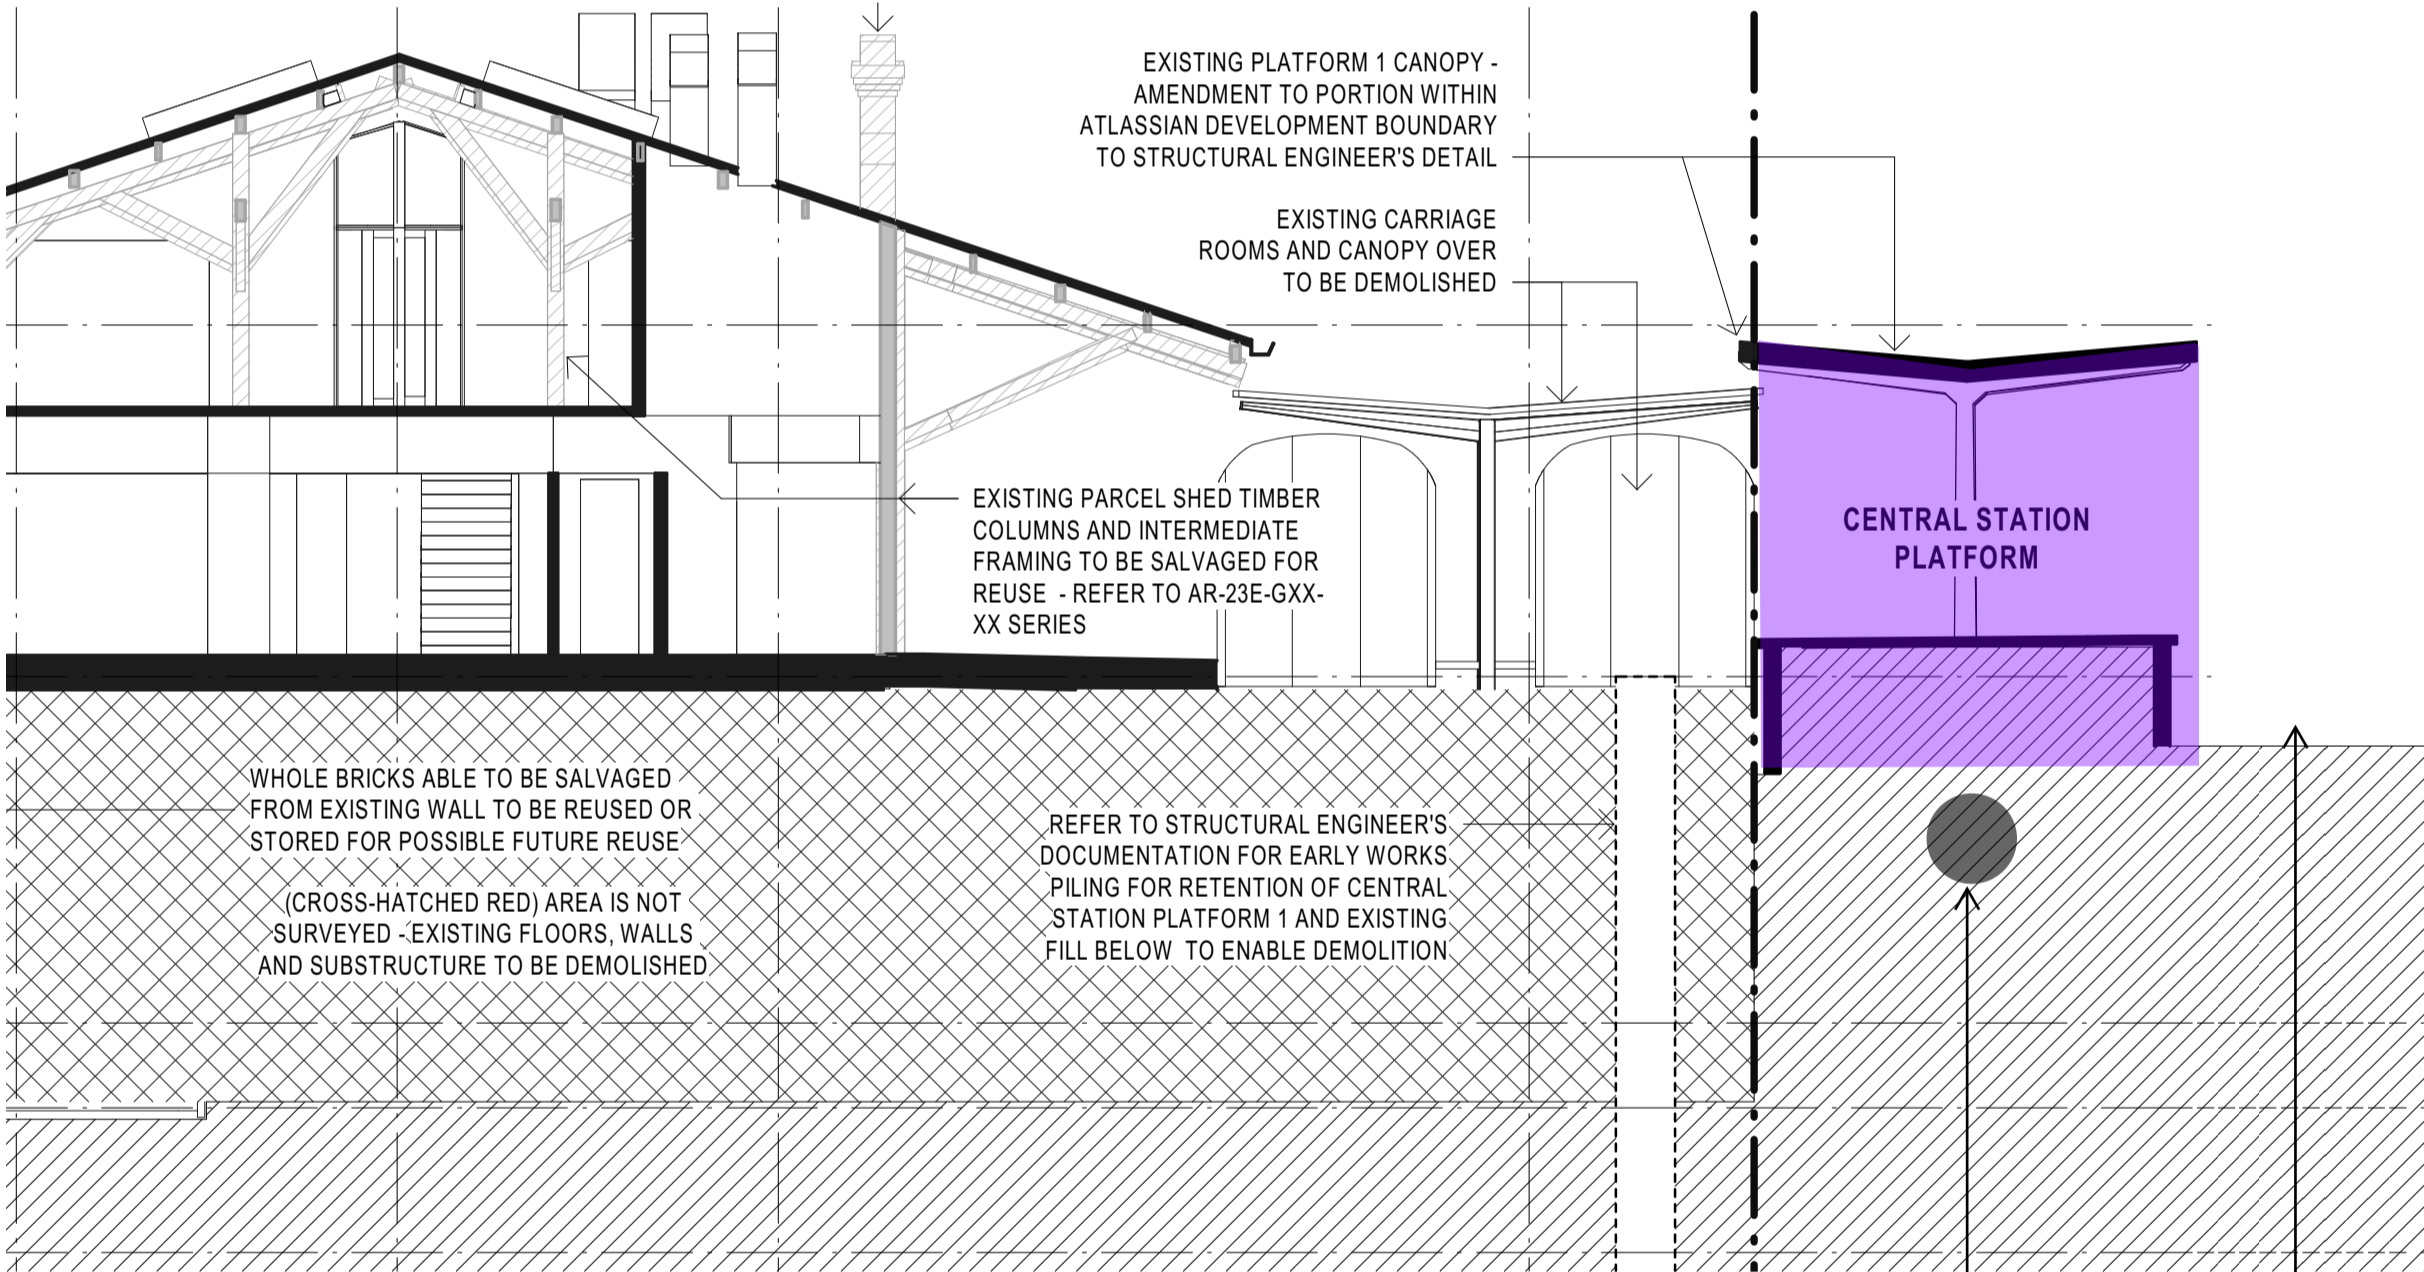 EXISTING PLATFORM 1 CANOPY -
AMENDMENT TO PORTION WITHIN
ATLASSIAN DEVELOPMENT BOUNDARY
TO STRUCTURAL ENGINEER'S DETAIL
EXISTING CARRIAGE
ROOMS AND CANOPY OVER
TO BE DEMOLISHED
EXISTING PARCEL SHED TIMBER
COLUMNS AND INTERMEDIATE
FRAMING TO BE SALVAGED FOR
REUSE - REFER TO AR-23E-GXX-
XX SERIES
CENTRAL STATION
PLATFORM
WHOLE BRICKS ABLE TO BE SALVAGED
FROM EXISTING WALL TO BE REUSED OR
STORED FOR POSSIBLE FUTURE REUSE
(CROSS-HATCHED RED) AREA IS NOT
SURVEYED - EXISTING FLOORS, WALLS
AND SUBSTRUCTURE TO BE DEMOLISHED
REFER TO STRUCTURAL ENGINEER'S
DOCUMENTATION FOR EARLY WORKS
PILING FOR RETENTION OF CENTRAL
STATION PLATFORM 1 AND EXISTING
FILL BELOW TO ENABLE DEMOLITION